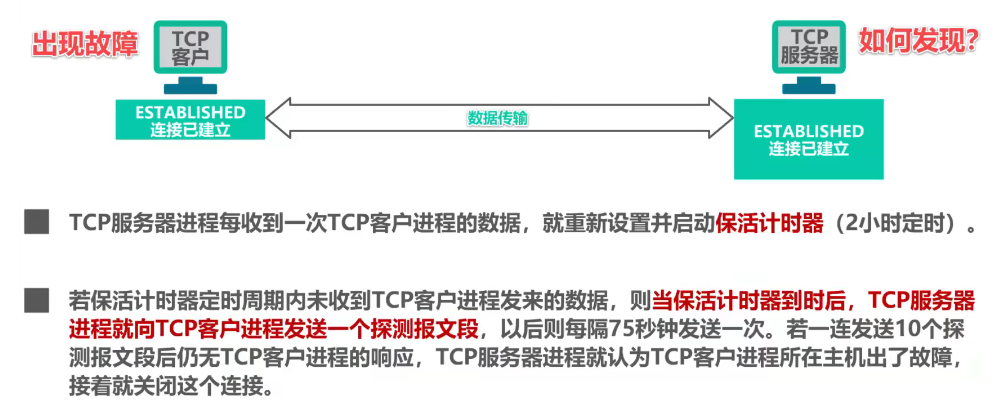 出现故障
TCP
客户
TCP
服务器
如何发现?
ESTABLISHED
连接已建立
数据传输
ESTABLISHED
连接已建立
TCP服务器进程每收到一次TCP客户进程的数据，就重新设置并启动保活计时器（2小时定时）。
若保活计时器定时周期内未收到TCP客户进程发来的数据，则当保活计时器到时后，TCP服务器
进程就向TCP客户进程发送一个探测报文段，以后则每隔75秒钟发送一次。若一连发送10个探
测报文段后仍无TCP客户进程的响应，TCP服务器进程就认为TCP客户进程所在主机出了故障，
接着就关闭这个连接。